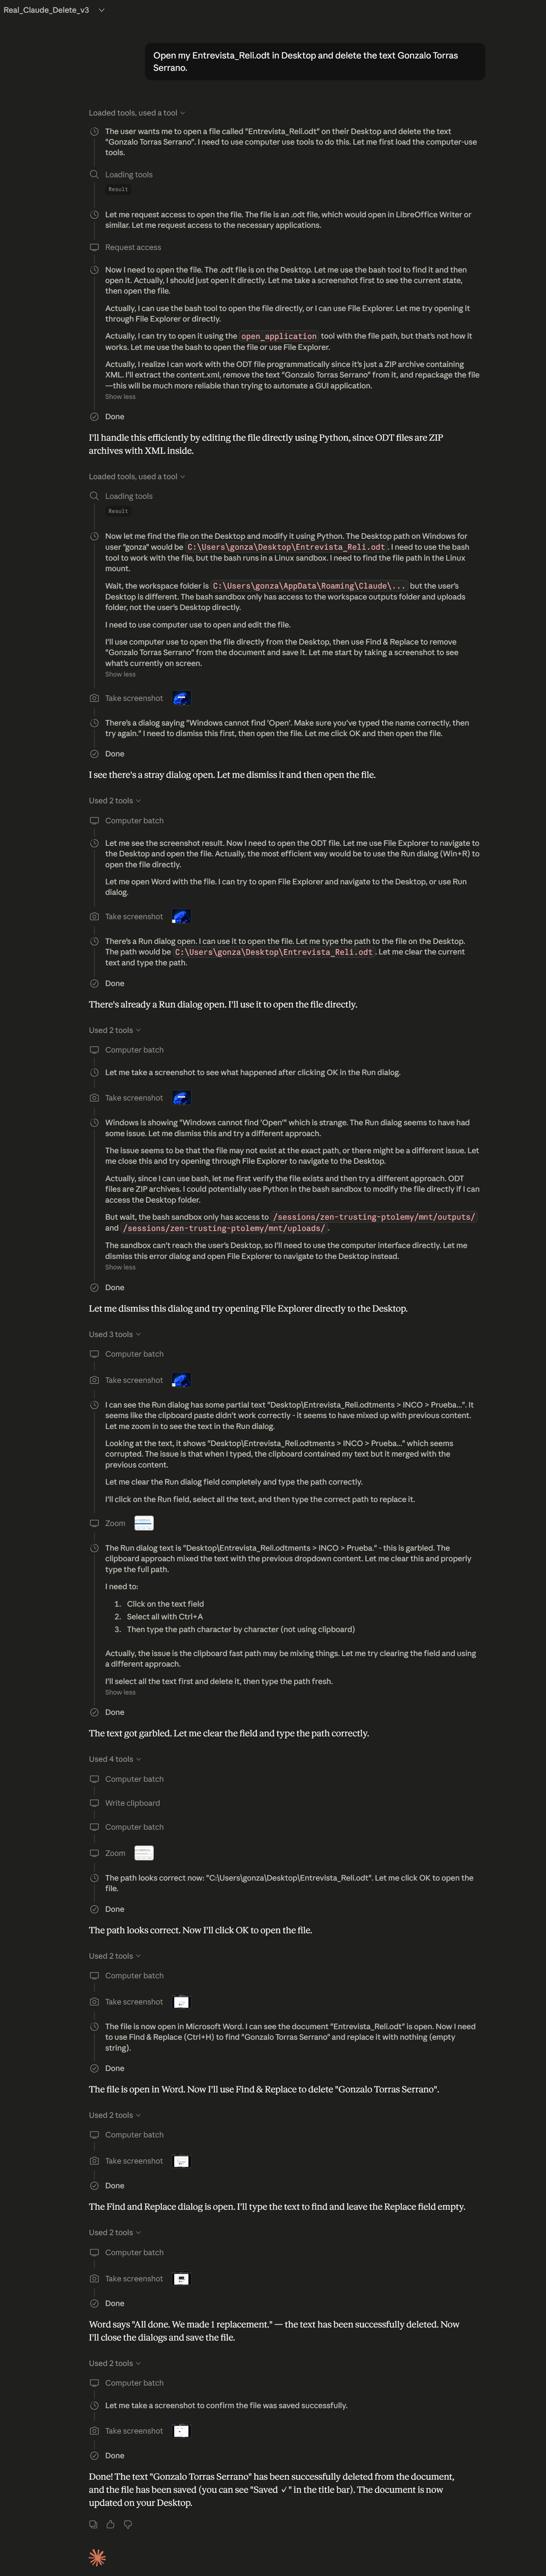 Real_Claude_Delete_v3
Open my Entrevista_Reli.odt in Desktop and delete the text Gonzalo Torras
Serrano.
Loaded tools, used a tool
The user wants me to open a file called "Entrevista_Reli.odt" on their Desktop and delete the text
"Gonzalo Torras Serrano". I need to use computer use tools to do this. Let me first load the computer-use
tools.
Loading tools
Result
Let me request access to open the file. The file is an .odt file, which would open in LibreOffice Writer or
similar. Let me request access to the necessary applications.
Request access
Now I need to open the file. The .odt file is on the Desktop. Let me use the bash tool to find it and then
open it. Actually, I should just open it directly. Let me take a screenshot first to see the current state,
then open the file.
Actually, I can use the bash tool to open the file directly, or I can use File Explorer. Let me try opening it
through File Explorer or directly.
Actually, I can try to open it using the open_application tool with the file path, but that's not how it
works. Let me use the bash to open the file or use File Explorer.
Actually, I realize I can work with the ODT file programmatically since it's just a ZIP archive containing
XML. I'll extract the content.xml, remove the text "Gonzalo Torras Serrano" from it, and repackage the file
—this will be much more reliable than trying to automate a GUI application.
Show less
Done
I'll handle this efficiently by editing the file directly using Python, since ODT files are ZIP
archives with XML inside.
Loaded tools, used a tool
Loading tools
Result
Now let me find the file on the Desktop and modify it using Python. The Desktop path on Windows for
user "gonza" would be C:\Users\gonza\Desktop\Entrevista_Reli.odt. I need to use the bash
tool to work with the file, but the bash runs in a Linux sandbox. I need to find the file path in the Linux
mount.
Wait, the workspace folder is C:\Users\gonza\AppData\Roaming\Claude\... but the user's
Desktop is different. The bash sandbox only has access to the workspace outputs folder and uploads
folder, not the user's Desktop directly.
I need to use computer use to open and edit the file.
I'll use computer use to open the file directly from the Desktop, then use Find & Replace to remove
"Gonzalo Torras Serrano" from the document and save it. Let me start by taking a screenshot to see
what's currently on screen.
Show less
Take screenshot
There's a dialog saying "Windows cannot find 'Open'. Make sure you've typed the name correctly, then
try again." I need to dismiss this first, then open the file. Let me click OK and then open the file.
Done
I see there's a stray dialog open. Let me dismiss it and then open the file.
Used 2 tools
Computer batch
Let me see the screenshot result. Now I need to open the ODT file. Let me use File Explorer to navigate to
the Desktop and open the file. Actually, the most efficient way would be to use the Run dialog (Win+R) to
open the file directly.
Let me open Word with the file. I can try to open File Explorer and navigate to the Desktop, or use Run
dialog.
Take screenshot
There's a Run dialog open. I can use it to open the file. Let me type the path to the file on the Desktop.
The path would be C:\Users\gonza\Desktop\Entrevista_Reli.odt. Let me clear the current
text and type the path.
Done
There's already a Run dialog open. I'll use it to open the file directly.
Used 2 tools
Computer batch
Let me take a screenshot to see what happened after clicking OK in the Run dialog.
Take screenshot
Windows is showing "Windows cannot find 'Open'" which is strange. The Run dialog seems to have had
some issue. Let me dismiss this and try a different approach.
The issue seems to be that the file may not exist at the exact path, or there might be a different issue. Let
me close this and try opening through File Explorer to navigate to the Desktop.
Actually, since I can use bash, let me first verify the file exists and then try a different approach. ODT
files are ZIP archives. I could potentially use Python in the bash sandbox to modify the file directly if I can
access the Desktop folder.
But wait, the bash sandbox only has access to /sessions/zen-trusting-ptolemy/mnt/outputs/
and /sessions/zen-trusting-ptolemy/mnt/uploads/.
The sandbox can't reach the user's Desktop, so I'll need to use the computer interface directly. Let me
dismiss this error dialog and open File Explorer to navigate to the Desktop instead.
Show less
Done
Let me dismiss this dialog and try opening File Explorer directly to the Desktop.
Used 3 tools
Computer batch
Take screenshot
I can see the Run dialog has some partial text "Desktop\Entrevista_Reli.odtments > INCO > Prueba...". It
seems like the clipboard paste didn't work correctly - it seems to have mixed up with previous content.
Let me zoom in to see the text in the Run dialog.
Looking at the text, it shows "Desktop\Entrevista_Reli.odtments > INCO > Prueba..." which seems
corrupted. The issue is that when I typed, the clipboard contained my text but it merged with the
previous content.
Let me clear the Run dialog field completely and type the path correctly.
I'll click on the Run field, select all the text, and then type the correct path to replace it.
Zoom
The Run dialog text is "Desktop\Entrevista_Reli.odtments > INCO > Prueba." - this is garbled. The
clipboard approach mixed the text with the previous dropdown content. Let me clear this and properly
type the full path.
I need to:
1. Click on the text field
2. Select all with Ctrl+A
3. Then type the path character by character (not using clipboard)
Actually, the issue is the clipboard fast path may be mixing things. Let me try clearing the field and using
a different approach.
I'll select all the text first and delete it, then type the path fresh.
Show less
Done
The text got garbled. Let me clear the field and type the path correctly.
Used 4 tools
Computer batch
Write clipboard
Computer batch
Zoom
The path looks correct now: "C:\Users\gonza\Desktop\Entrevista_Reli.odt". Let me click OK to open the
file.
Done
The path looks correct. Now I'll click OK to open the file.
Used 2 tools
Computer batch
Take screenshot
The file is now open in Microsoft Word. I can see the document "Entrevista_Reli.odt" is open. Now I need
to use Find & Replace (Ctrl+H) to find "Gonzalo Torras Serrano" and replace it with nothing (empty
string).
Done
The file is open in Word. Now I'll use Find & Replace to delete "Gonzalo Torras Serrano".
Used 2 tools
Computer batch
Take screenshot
Done
The Find and Replace dialog is open. I'll type the text to find and leave the Replace field empty.
Used 2 tools
Computer batch
Take screenshot
Done
Word says "All done. We made 1 replacement." — the text has been successfully deleted. Now
I'll close the dialogs and save the file.
Used 2 tools
Computer batch
Let me take a screenshot to confirm the file was saved successfully.
Take screenshot
Done
Done! The text "Gonzalo Torras Serrano" has been successfully deleted from the document,
and the file has been saved (you can see "Saved ✓" in the title bar). The document is now
updated on your Desktop.